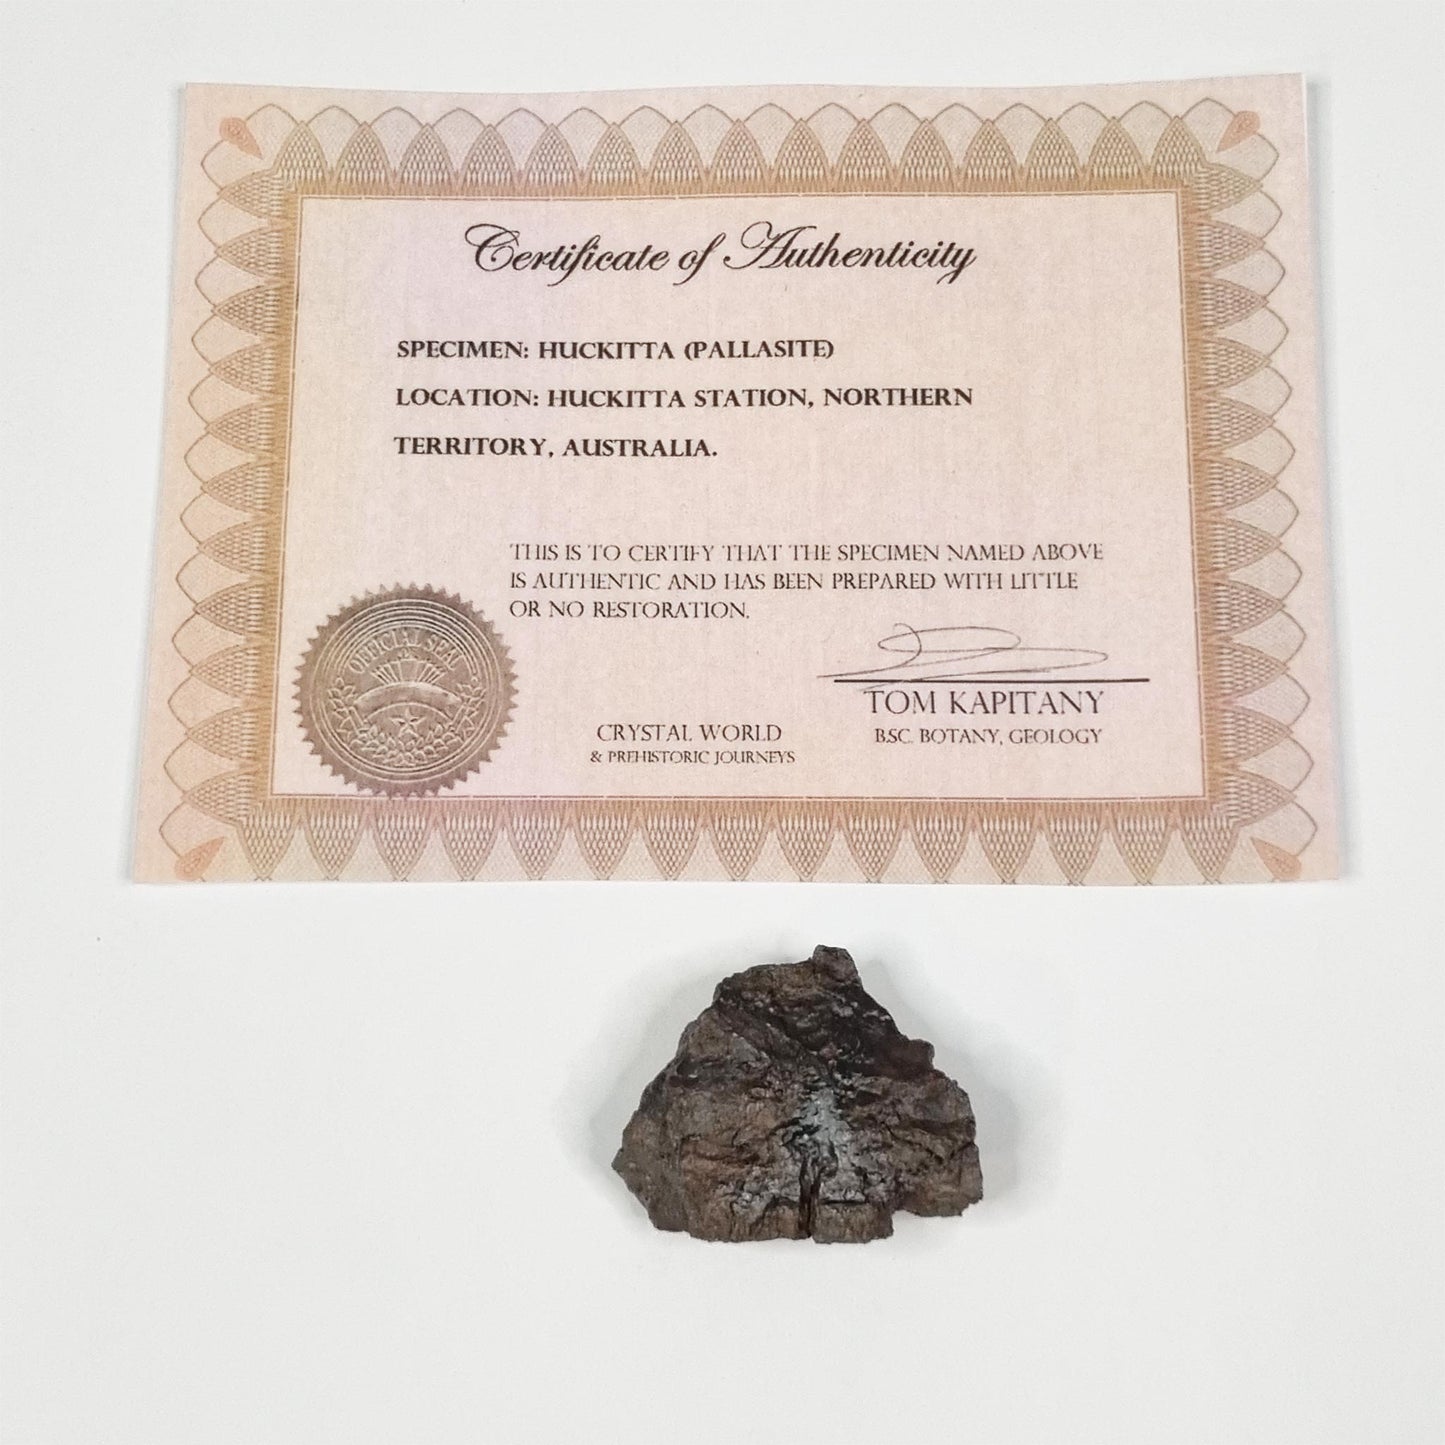 Certificate of Authenticity
SPECIMEN: HUCKITTA (PALLASITE)
LOCATION: HUCKITTA STATION, NORTHERN
TERRITORY, AUSTRALIA.
THIS IS TO CERTIFY THAT THE SPECIMEN NAMED ABOVE
IS AUTHENTIC AND HAS BEEN PREPARED WITH LITTLE
OR NO RESTORATION.
OFFICIAL SEAL
TOM KAPITANY
B.SC. BOTANY, GEOLOGY
CRYSTAL WORLD
& PREHISTORIC JOURNEYS